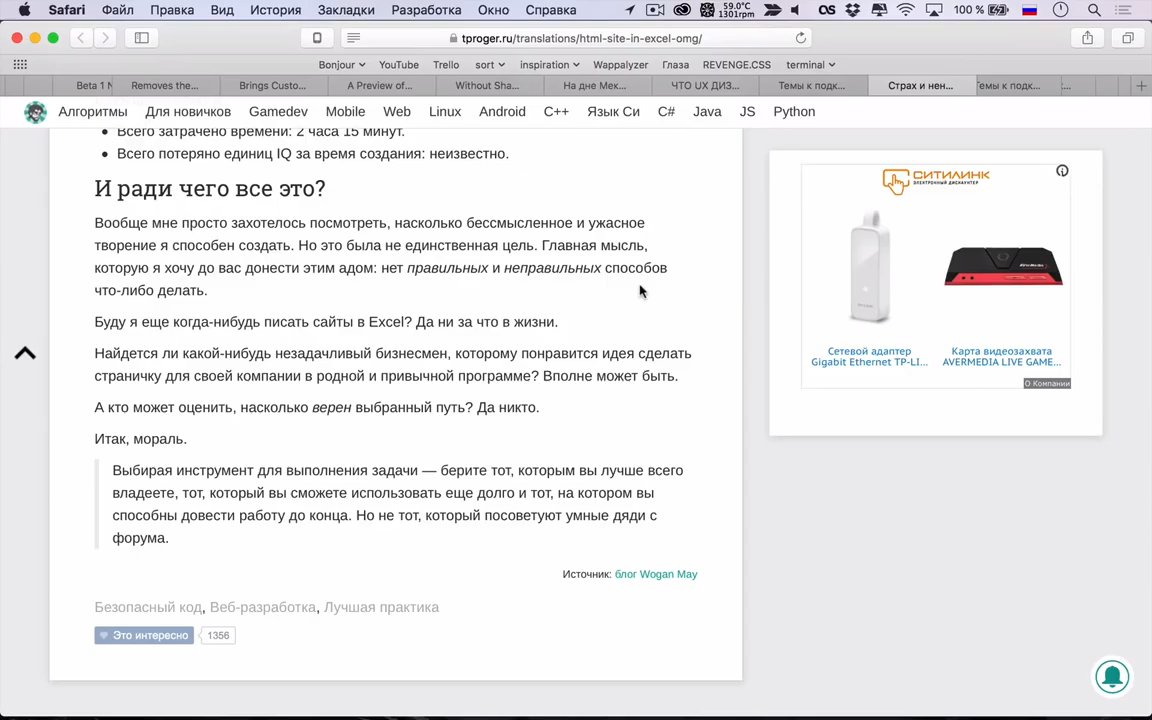 Safari Файл Правка Вид История Закладки Разработка Окно Справка 59.0°C 1301rpm 100 %
tproger.ru/translations/html-site-in-excel-omg/
Bonjour YouTube Trello sort inspiration Wappalyzer Глаза REVENGE.CSS terminal
Beta 1 Removes the... Brings Custo... A Preview of... Without Sha... На дне Мек... ЧТО UX ДИЗ... Темы к подк... Страх и нен... Темы к подк...
Алгоритмы Для новичков Gamedev Mobile Web Linux Android C++ Язык Си C# Java JS Python
Всего затрачено времени: 2 часа 15 минут.
Всего потеряно единиц IQ за время создания: неизвестно.
И ради чего все это?
Вообще мне просто захотелось посмотреть, насколько бессмысленное и ужасное
творение я способен создать. Но это была не единственная цель. Главная мысль,
которую я хочу до вас донести этим адом: нет правильных и неправильных способов
что-либо делать.
Буду я еще когда-нибудь писать сайты в Excel? Да ни за что в жизни.
Найдется ли какой-нибудь незадачливый бизнесмен, которому понравится идея сделать
страничку для своей компании в родной и привычной программе? Вполне может быть.
А кто может оценить, насколько верен выбранный путь? Да никто.
Итак, мораль.
Выбирая инструмент для выполнения задачи — берите тот, которым вы лучше всего
владеете, тот, который вы сможете использовать еще долго и тот, на котором вы
способны довести работу до конца. Но не тот, который посоветуют умные дяди с
форума.
Источник: блог Wogan May
Безопасный код, Веб-разработка, Лучшая практика
Это интересно 1356
СИТИЛИНК
ЭЛЕКТРОННЫЙ ДИСКАУНТЕР
Сетевой адаптер
Gigabit Ethernet TP-LI...
Карта видеозахвата
AVERMEDIA LIVE GAME...
О Компании